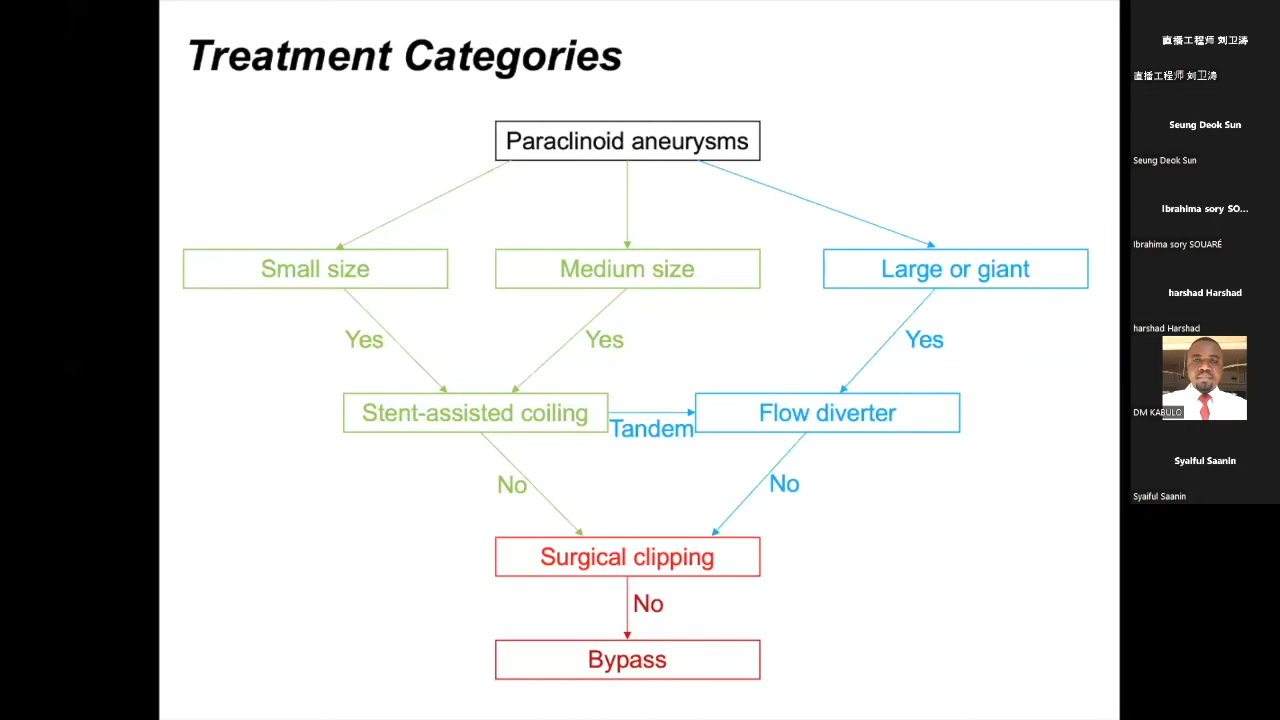 Treatment Categories
Paraclinoid aneurysms
Small size
Medium size
Large or giant
Yes
Yes
Yes
Stent-assisted coiling
Tandem
Flow diverter
No
No
Surgical clipping
No
Bypass
直播工程师 刘卫涛
直播工程师 刘卫涛
Seung Deok Sun
Seung Deok Sun
Ibrahima sory SO...
Ibrahima sory SOUARÉ
harshad Harshad
harshad Harshad
DM KABULO
Syaiful Saanin
Syaiful Saanin